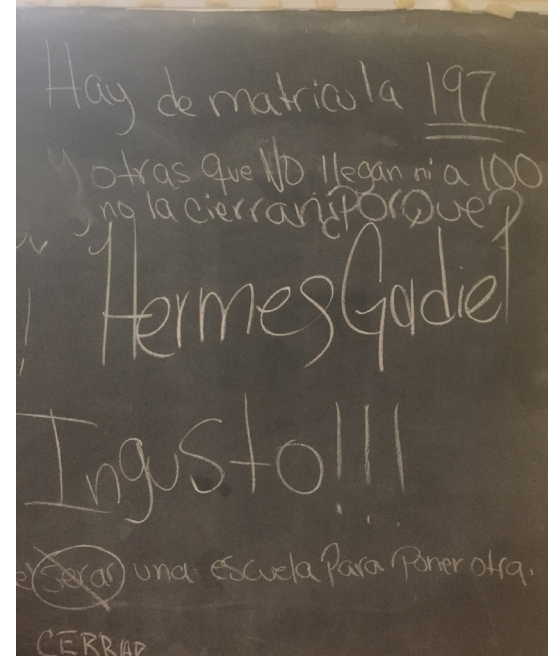 Hay de matricula 197
y otras que NO llegan ni a 100
y no la cierran ¿PorQue?
Hermes Gadiel
Ingusto!!!
serar una escuela Para Poner otra.
CERRAR